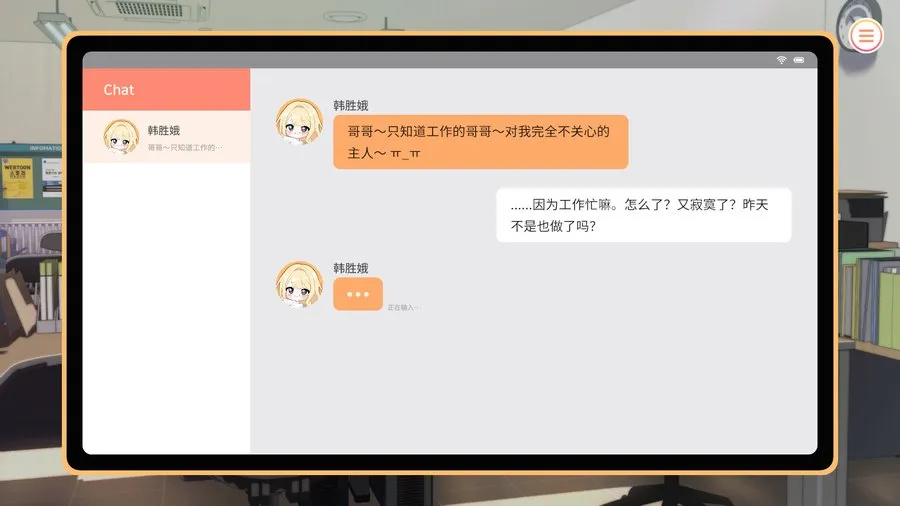 Chat
韩胜娥
哥哥～只知道工作的…
韩胜娥
哥哥～只知道工作的哥哥～对我完全不关心的
主人～ ㅠ_ㅠ
……因为工作忙嘛。怎么了？又寂寞了？昨天
不是也做了吗？
韩胜娥
正在输入…
WEBTOON